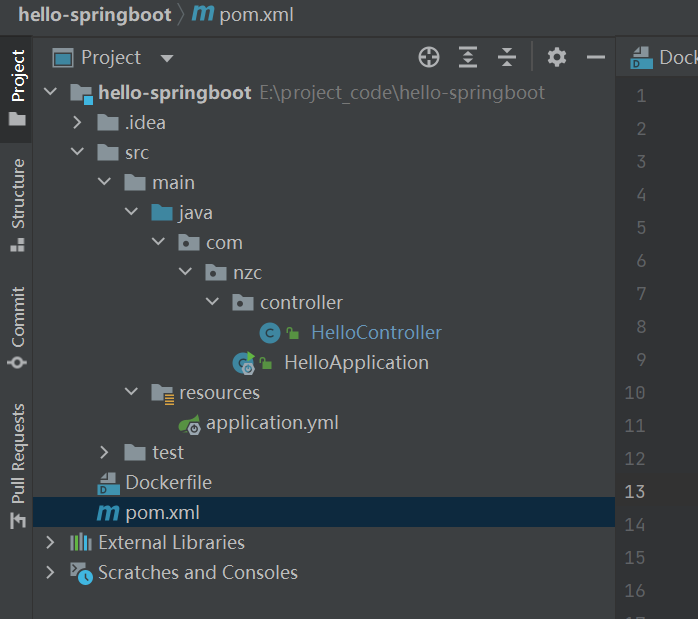 hello-springboot pom.xml
Project
Structure
Commit
Pull Requests
Project
hello-springboot E:\project_code\hello-springboot
.idea
src
main
java
com
nzc
controller
HelloController
HelloApplication
resources
application.yml
test
Dockerfile
pom.xml
External Libraries
Scratches and Consoles
Dock
1
2
3
4
5
6
7
8
9
10
11
12
13
14
15
16